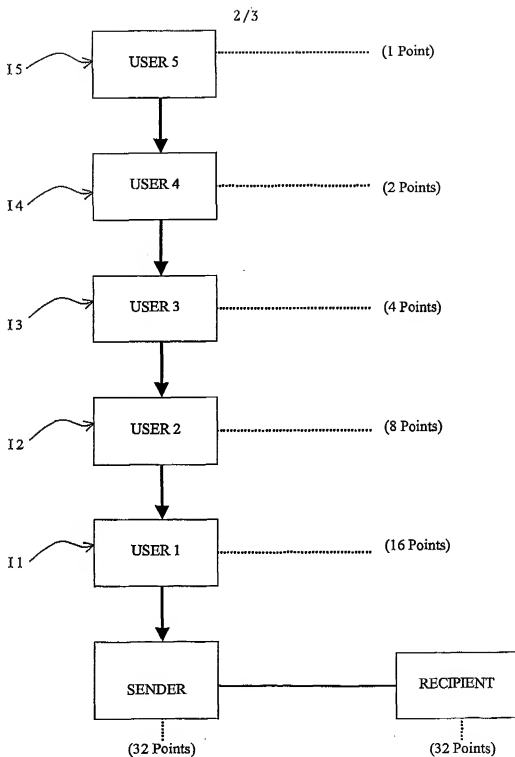 2/3
USER 5
(1 Point)
I5
USER 4
(2 Points)
I4
USER 3
(4 Points)
I3
USER 2
(8 Points)
I2
USER 1
(16 Points)
I1
SENDER
RECIPIENT
(32 Points)
(32 Points)